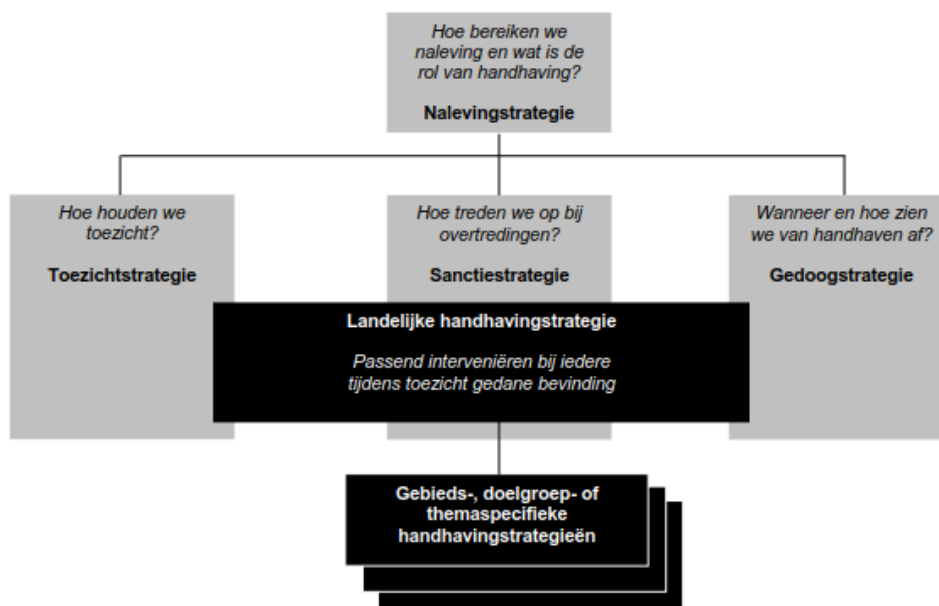 Hoe bereiken we
naleving en wat is de
rol van handhaving?
Nalevingstrategie
Hoe houden we
toezicht?
Toezichtstrategie
Hoe treden we op bij
overtredingen?
Sanctiestrategie
Wanneer en hoe zien
we van handhaven af?
Gedoogstrategie
Landelijke handhavingstrategie
Passend interveniëren bij iedere
tijdens toezicht gedane bevinding
Gebieds-, doelgroep- of
themaspecifieke
handhavingstrategieën